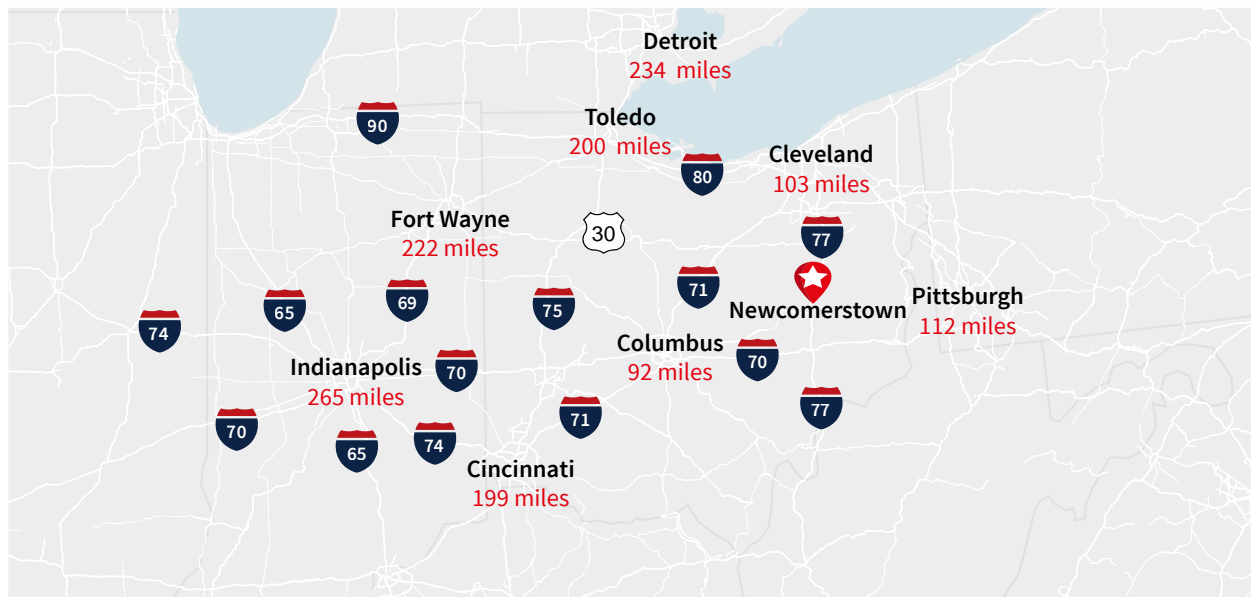 Detroit
234 miles
90
Toledo
200 miles
Cleveland
103 miles
80
Fort Wayne
222 miles
30
77
74
65
69
75
71
Newcomerstown
Pittsburgh
112 miles
Indianapolis
265 miles
70
Columbus
92 miles
70
77
70
65
74
71
Cincinnati
199 miles